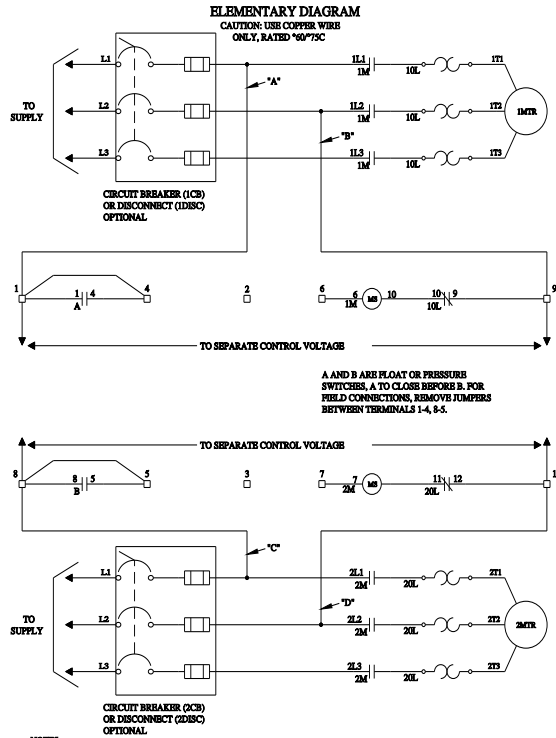 ELEMENTARY DIAGRAM
CAUTION: USE COPPER WIRE
ONLY, RATED °60/°75C
L1
1L1
1M
10L
1T1
"A"
TO
SUPPLY
L2
1L2
1M
10L
1T2
1MTR
"B"
L3
1L3
1M
10L
1T3
CIRCUIT BREAKER (1CB)
OR DISCONNECT (1DISC)
OPTIONAL
1
1
4
A
4
2
6
6
1M
MS
10
10
9
10L
9
TO SEPARATE CONTROL VOLTAGE
A AND B ARE FLOAT OR PRESSURE
SWITCHES, A TO CLOSE BEFORE B. FOR
FIELD CONNECTIONS, REMOVE JUMPERS
BETWEEN TERMINALS 1-4, 8-5.
TO SEPARATE CONTROL VOLTAGE
8
8
5
B
5
3
7
7
2M
MS
11
12
20L
1
"C"
L1
2L1
2M
20L
2T1
"D"
TO
SUPPLY
L2
2L2
2M
20L
2T2
2MTR
L3
2L3
2M
20L
2T3
CIRCUIT BREAKER (2CB)
OR DISCONNECT (2DISC)
OPTIONAL